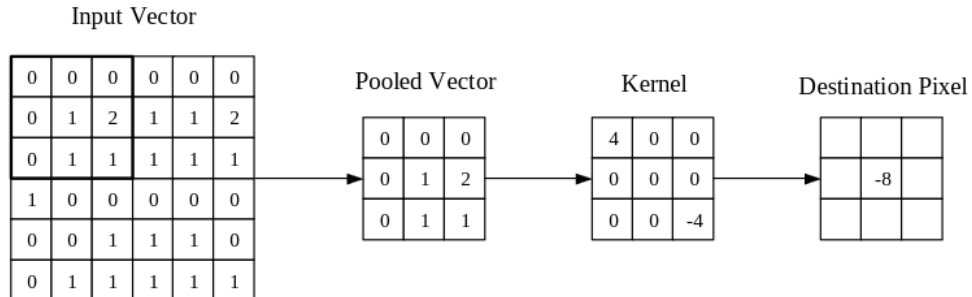 Input Vector
Pooled Vector
Kernel
Destination Pixel
0 0 0 0 0 0
0 1 2 1 1 2
0 1 1 1 1 1
1 0 0 0 0 0
0 0 1 1 1 0
0 1 1 1 1 1
0 0 0
0 1 2
0 1 1
4 0 0
0 0 0
0 0 -4
-8